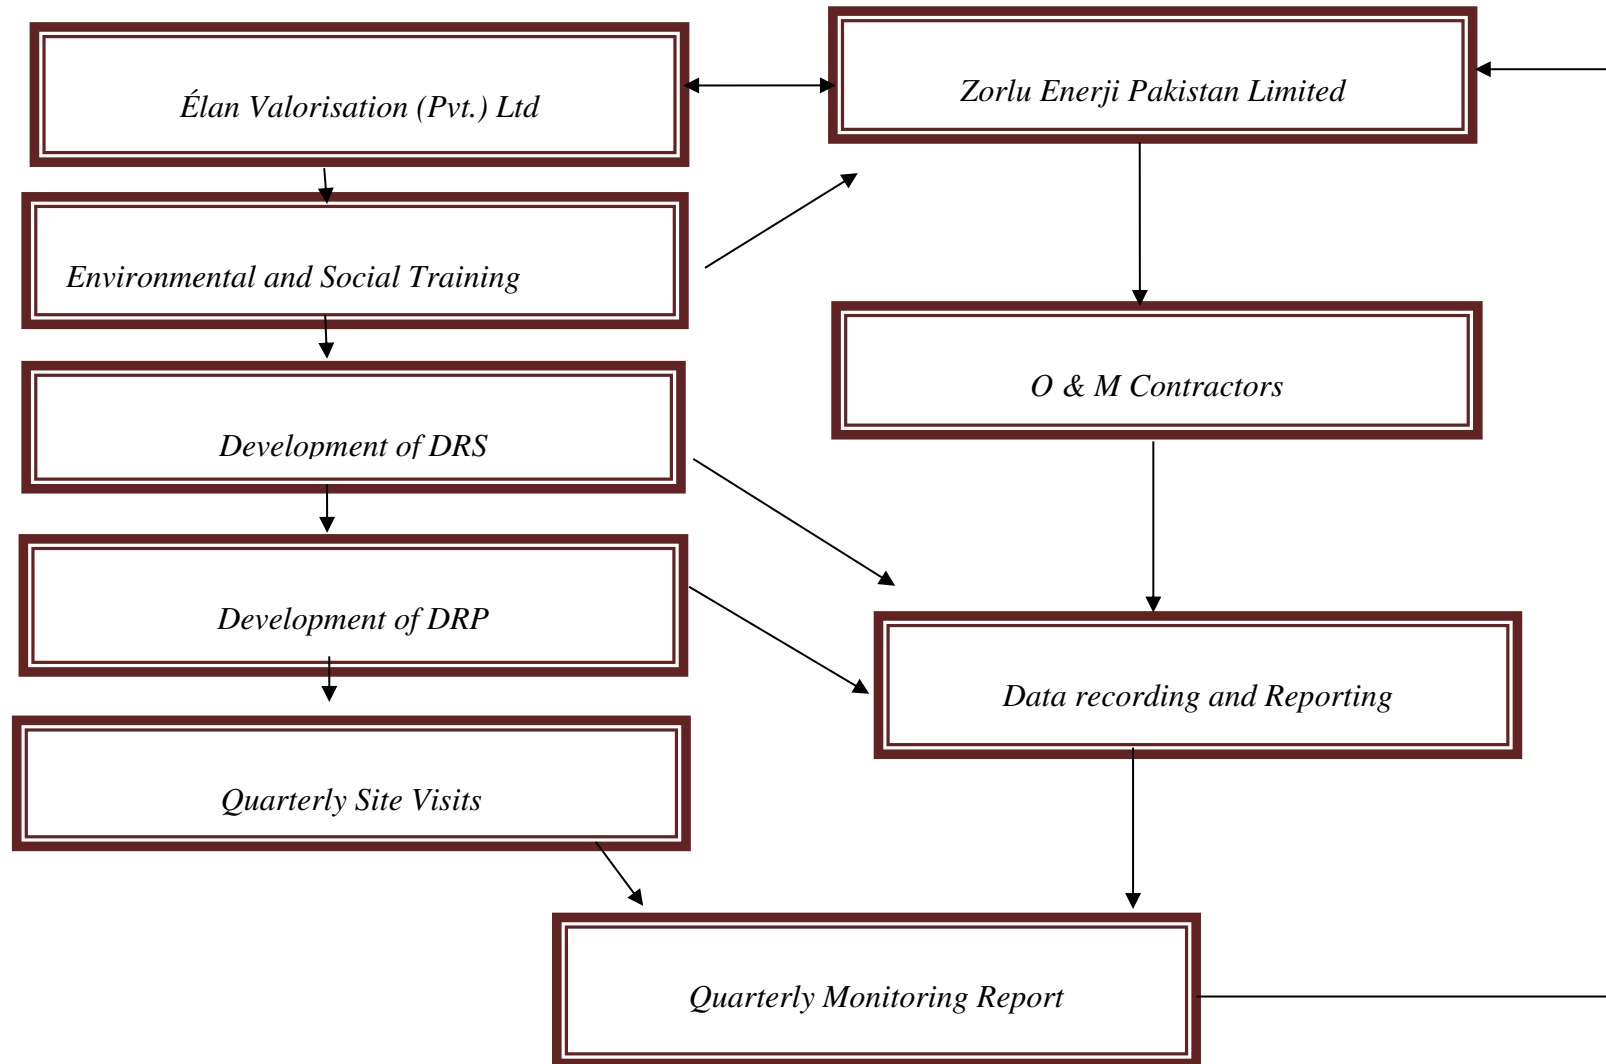 Élan Valorisation (Pvt.) Ltd
Zorlu Enerji Pakistan Limited
Environmental and Social Training
O & M Contractors
Development of DRS
Development of DRP
Data recording and Reporting
Quarterly Site Visits
Quarterly Monitoring Report